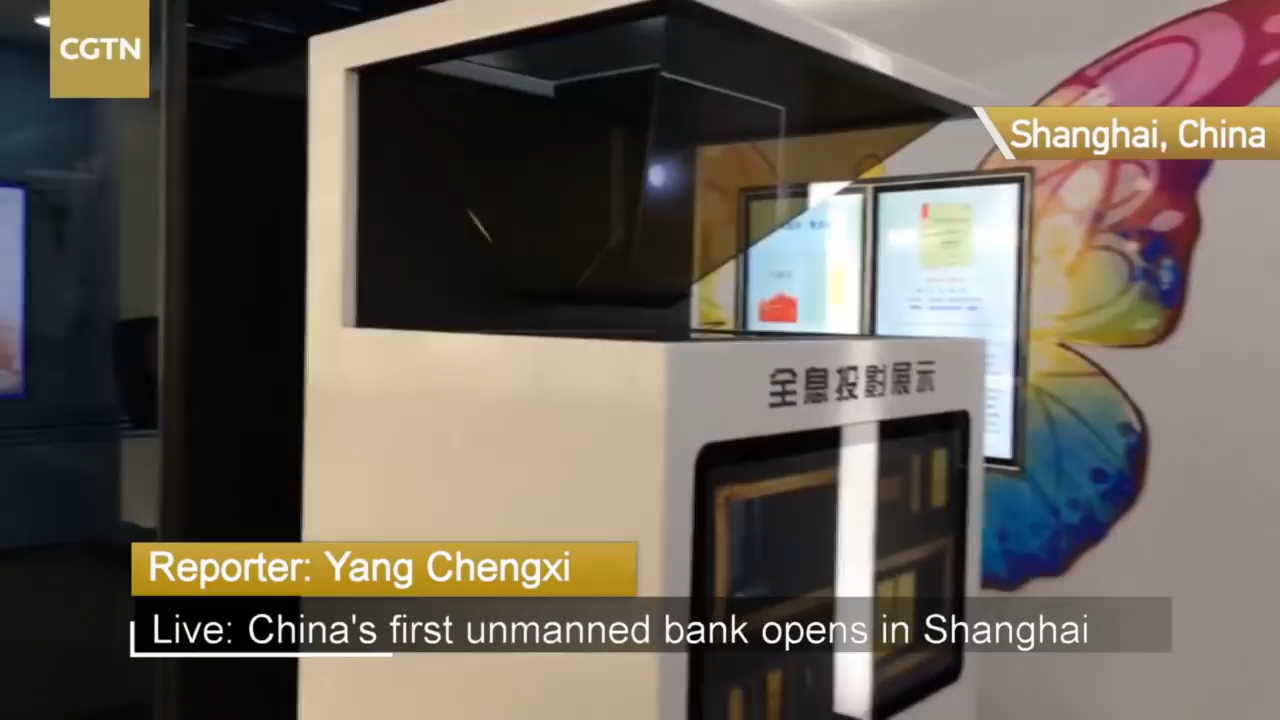 CGTN
Shanghai, China
全息投影展示
Reporter: Yang Chengxi
Live: China's first unmanned bank opens in Shanghai